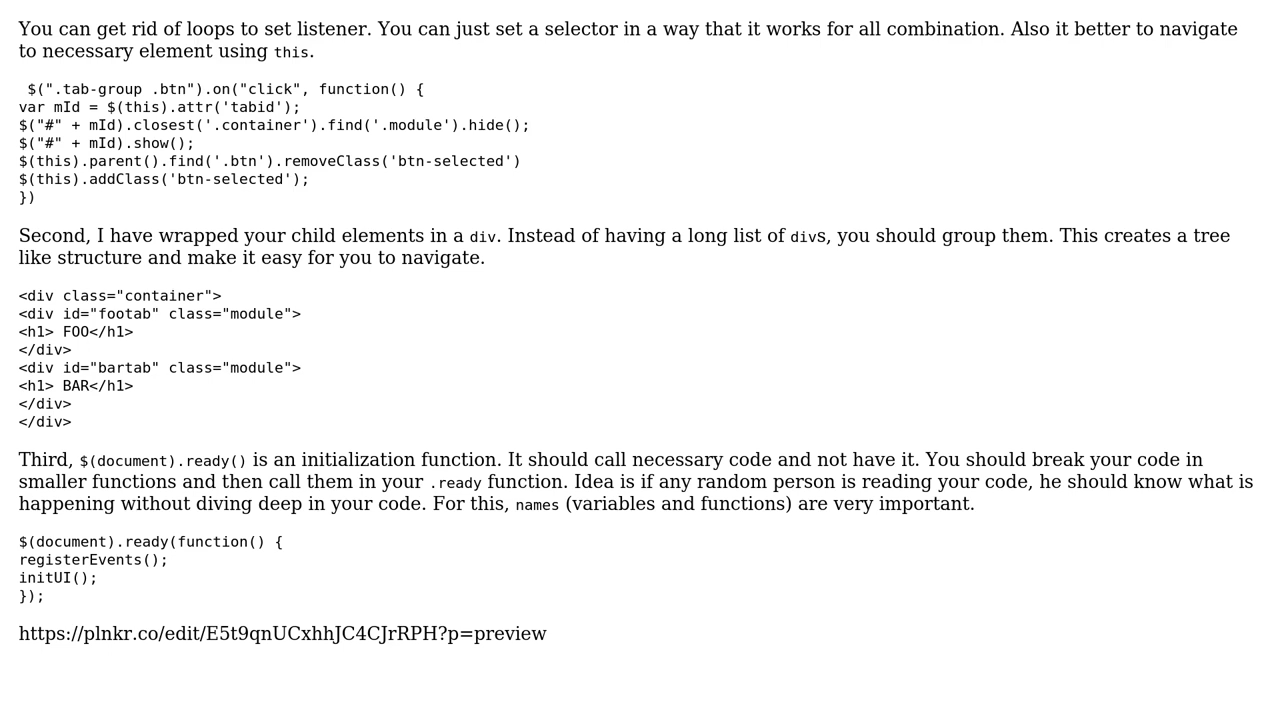 You can get rid of loops to set listener. You can just set a selector in a way that it works for all combination. Also it better to navigate
to necessary element using this.
$(".tab-group .btn").on("click", function() {
var mId = $(this).attr('tabid');
$("#" + mId).closest('.container').find('.module').hide();
$("#" + mId).show();
$(this).parent().find('.btn').removeClass('btn-selected')
$(this).addClass('btn-selected');
})
Second, I have wrapped your child elements in a div. Instead of having a long list of divs, you should group them. This creates a tree
like structure and make it easy for you to navigate.
<div class="container">
<div id="footab" class="module">
<h1> FOO</h1>
</div>
<div id="bartab" class="module">
<h1> BAR</h1>
</div>
</div>
Third, $(document).ready() is an initialization function. It should call necessary code and not have it. You should break your code in
smaller functions and then call them in your .ready function. Idea is if any random person is reading your code, he should know what is
happening without diving deep in your code. For this, names (variables and functions) are very important.
$(document).ready(function() {
registerEvents();
initUI();
});
https://plnkr.co/edit/E5t9qnUCxhhJC4CJrRPH?p=preview